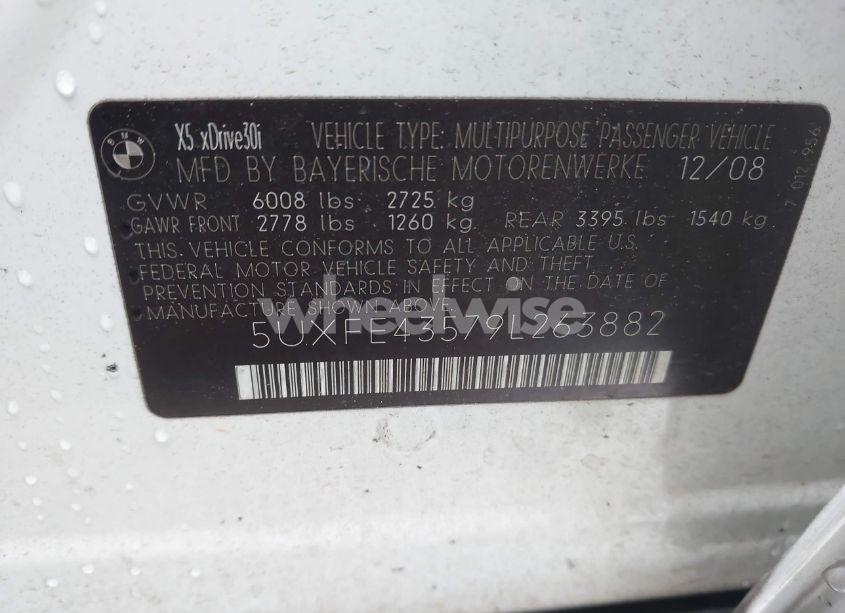 BMW
X5 xDrive30i VEHICLE TYPE: MULTIPURPOSE PASSENGER VEHICLE
MFD BY BAYERISCHE MOTORENWERKE 12/08
GVWR 6008 lbs 2725 kg
GAWR FRONT 2778 lbs 1260 kg REAR 3395 lbs 1540 kg
THIS VEHICLE CONFORMS TO ALL APPLICABLE U.S.
FEDERAL MOTOR VEHICLE SAFETY AND THEFT
PREVENTION STANDARDS IN EFFECT ON THE DATE OF
MANUFACTURE SHOWN ABOVE.
wheelwise
5UXFE43579L263882
7 012 956